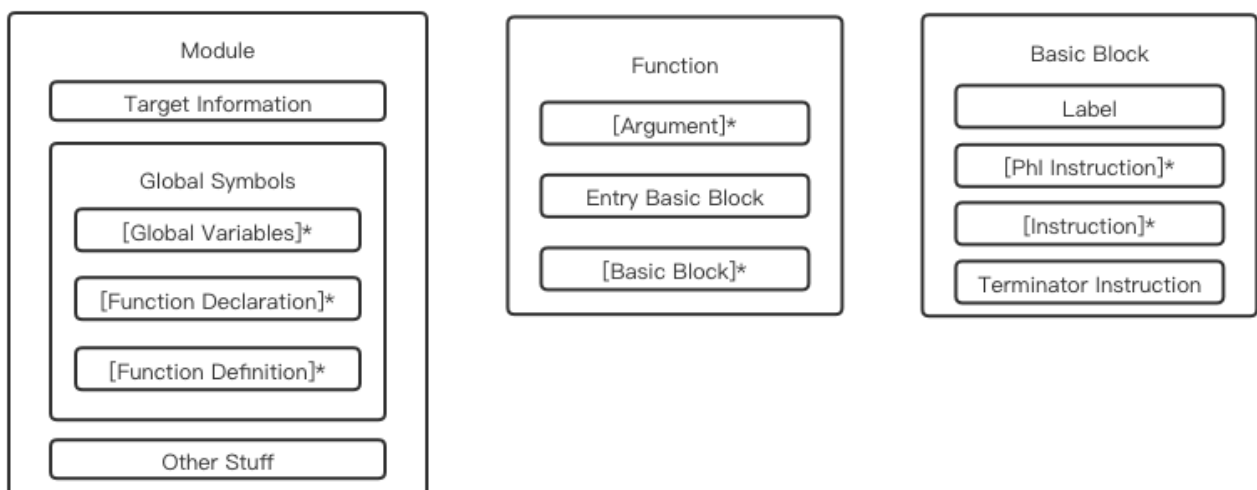 Module
Target Information
Global Symbols
[Global Variables]*
[Function Declaration]*
[Function Definition]*
Other Stuff
Function
[Argument]*
Entry Basic Block
[Basic Block]*
Basic Block
Label
[PhI Instruction]*
[Instruction]*
Terminator Instruction